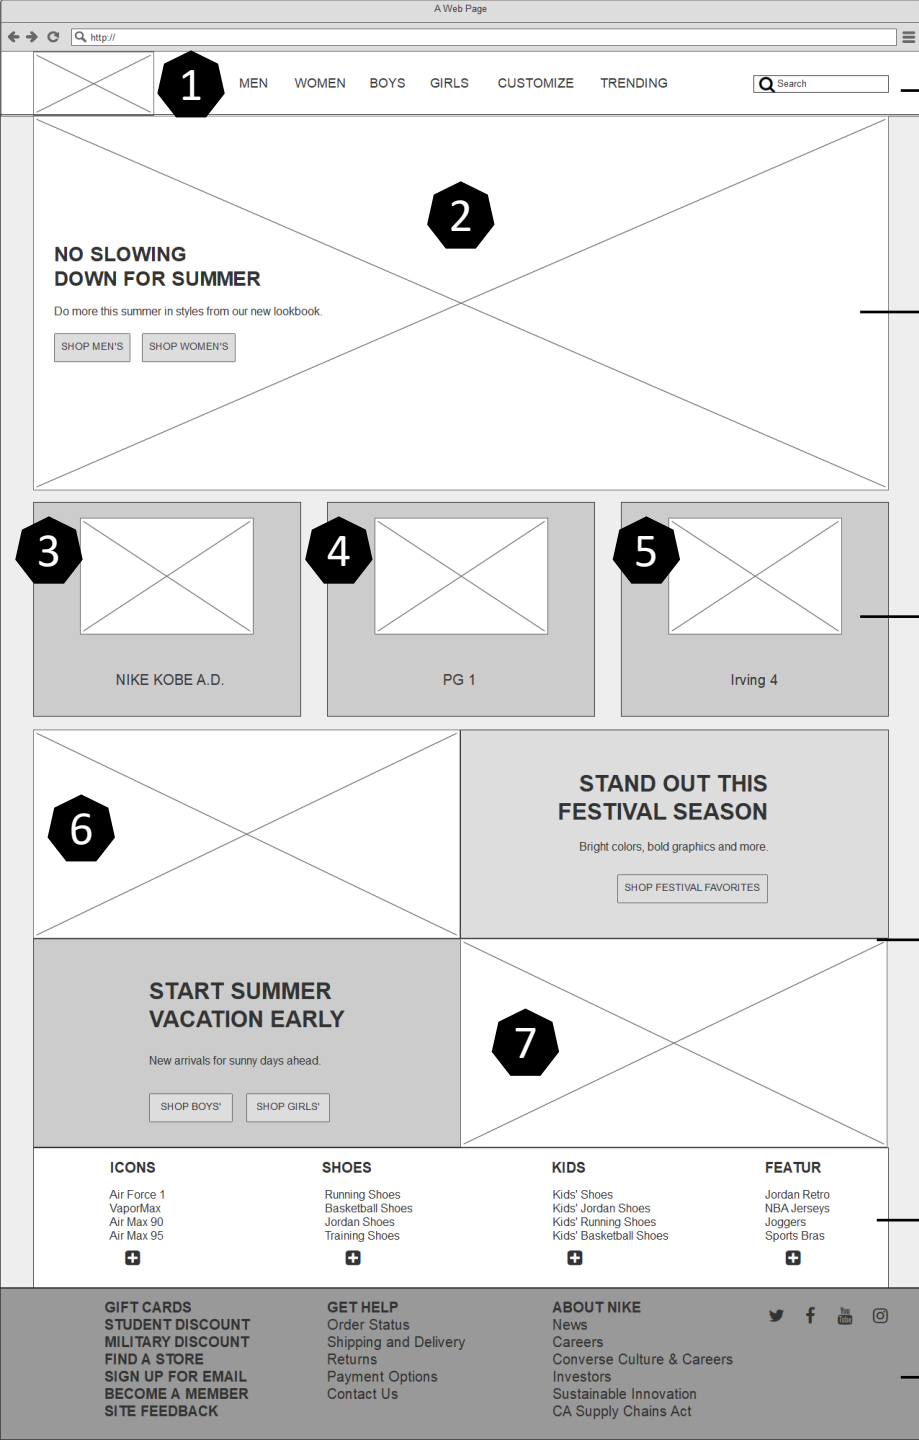 A Web Page
http://
1
MEN WOMEN BOYS GIRLS CUSTOMIZE TRENDING
Search
2
NO SLOWING
DOWN FOR SUMMER
Do more this summer in styles from our new lookbook.
SHOP MEN'S SHOP WOMEN'S
3 4 5
NIKE KOBE A.D. PG 1 Irving 4
6
STAND OUT THIS
FESTIVAL SEASON
Bright colors, bold graphics and more.
SHOP FESTIVAL FAVORITES
START SUMMER
VACATION EARLY
New arrivals for sunny days ahead.
SHOP BOYS' SHOP GIRLS'
7
ICONS
Air Force 1
VaporMax
Air Max 90
Air Max 95
SHOES
Running Shoes
Basketball Shoes
Jordan Shoes
Training Shoes
KIDS
Kids' Shoes
Kids' Jordan Shoes
Kids' Running Shoes
Kids' Basketball Shoes
FEATUR
Jordan Retro
NBA Jerseys
Joggers
Sports Bras
GIFT CARDS
STUDENT DISCOUNT
MILITARY DISCOUNT
FIND A STORE
SIGN UP FOR EMAIL
BECOME A MEMBER
SITE FEEDBACK
GET HELP
Order Status
Shipping and Delivery
Returns
Payment Options
Contact Us
ABOUT NIKE
News
Careers
Converse Culture & Careers
Investors
Sustainable Innovation
CA Supply Chains Act
You
Tube